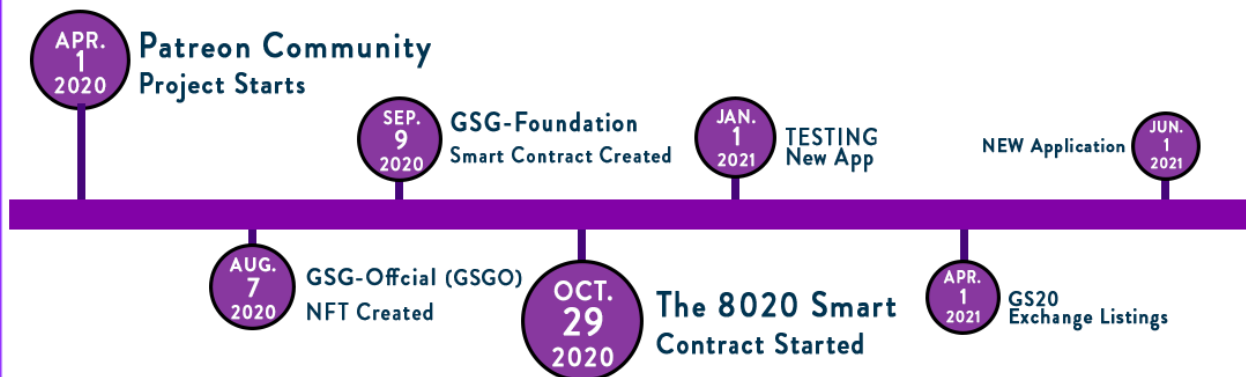 APR.
1
2020
Patreon Community
Project Starts
SEP.
9
2020
GSG-Foundation
Smart Contract Created
JAN.
1
2021
TESTING
New App
NEW Application
JUN.
1
2021
AUG.
7
2020
GSG-Offcial (GSGO)
NFT Created
OCT.
29
2020
The 8020 Smart
Contract Started
APR.
1
2021
GS20
Exchange Listings